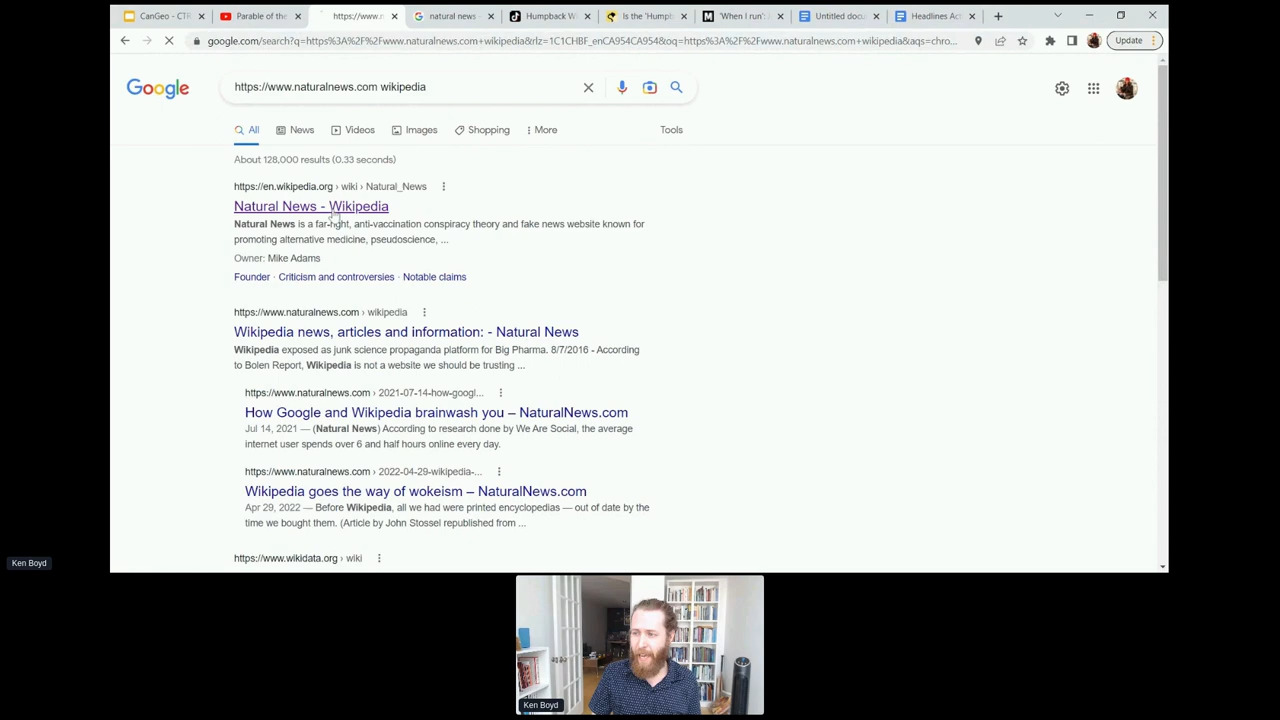 CanGeo - CTR
Parable of the
https://www.n
natural news
Humpback W
Is the 'Humpb
'When I run'
Untitled docu
Headlines Act
google.com/search?q=https%3A%2F%2Fwww.naturalnews.com+wikipedia&rlz=1C1CHBF_enCA954CA954&oq=https%3A%2F%2Fwww.naturalnews.com+wikipedia&aqs=chro...
Update
Google
https://www.naturalnews.com wikipedia
All
News
Videos
Images
Shopping
More
Tools
About 128,000 results (0.33 seconds)
https://en.wikipedia.org › wiki › Natural_News
Natural News - Wikipedia
Natural News is a far-right, anti-vaccination conspiracy theory and fake news website known for
promoting alternative medicine, pseudoscience, ...
Owner: Mike Adams
Founder · Criticism and controversies · Notable claims
https://www.naturalnews.com › wikipedia
Wikipedia news, articles and information: - Natural News
Wikipedia exposed as junk science propaganda platform for Big Pharma. 8/7/2016 - According
to Bolen Report, Wikipedia is not a website we should be trusting ...
https://www.naturalnews.com › 2021-07-14-how-googl...
How Google and Wikipedia brainwash you – NaturalNews.com
Jul 14, 2021 — (Natural News) According to research done by We Are Social, the average
internet user spends over 6 and half hours online every day.
https://www.naturalnews.com › 2022-04-29-wikipedia-...
Wikipedia goes the way of wokeism – NaturalNews.com
Apr 29, 2022 — Before Wikipedia, all we had were printed encyclopedias — out of date by the
time we bought them. (Article by John Stossel republished from ...
https://www.wikidata.org › wiki
Ken Boyd
Ken Boyd